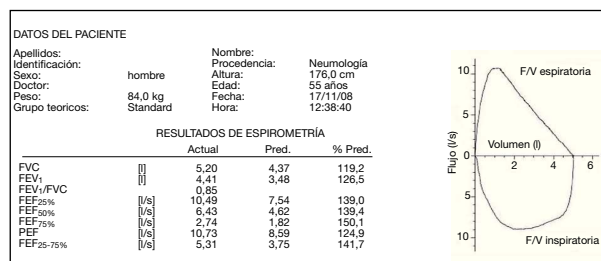 DATOS DEL PACIENTE
Apellidos: Nombre:
Identificación: Procedencia: Neumología
Sexo: hombre Altura: 176,0 cm
Doctor: Edad: 55 años
Peso: 84,0 kg Fecha: 17/11/08
Grupo teoricos: Standard Hora: 12:38:40
RESULTADOS DE ESPIROMETRÍA
Actual Pred. % Pred.
FVC [l] 5,20 4,37 119,2
FEV1 [l] 4,41 3,48 126,5
FEV1/FVC 0,85
FEF25% [l/s] 10,49 7,54 139,0
FEF50% [l/s] 6,43 4,62 139,4
FEF75% [l/s] 2,74 1,82 150,1
PEF [l/s] 10,73 8,59 124,9
FEF25-75% [l/s] 5,31 3,75 141,7
10
F/V espiratoria
5
Volumen (l)
Flujo (l/s)
0
2 4 6
5
10
F/V inspiratoria